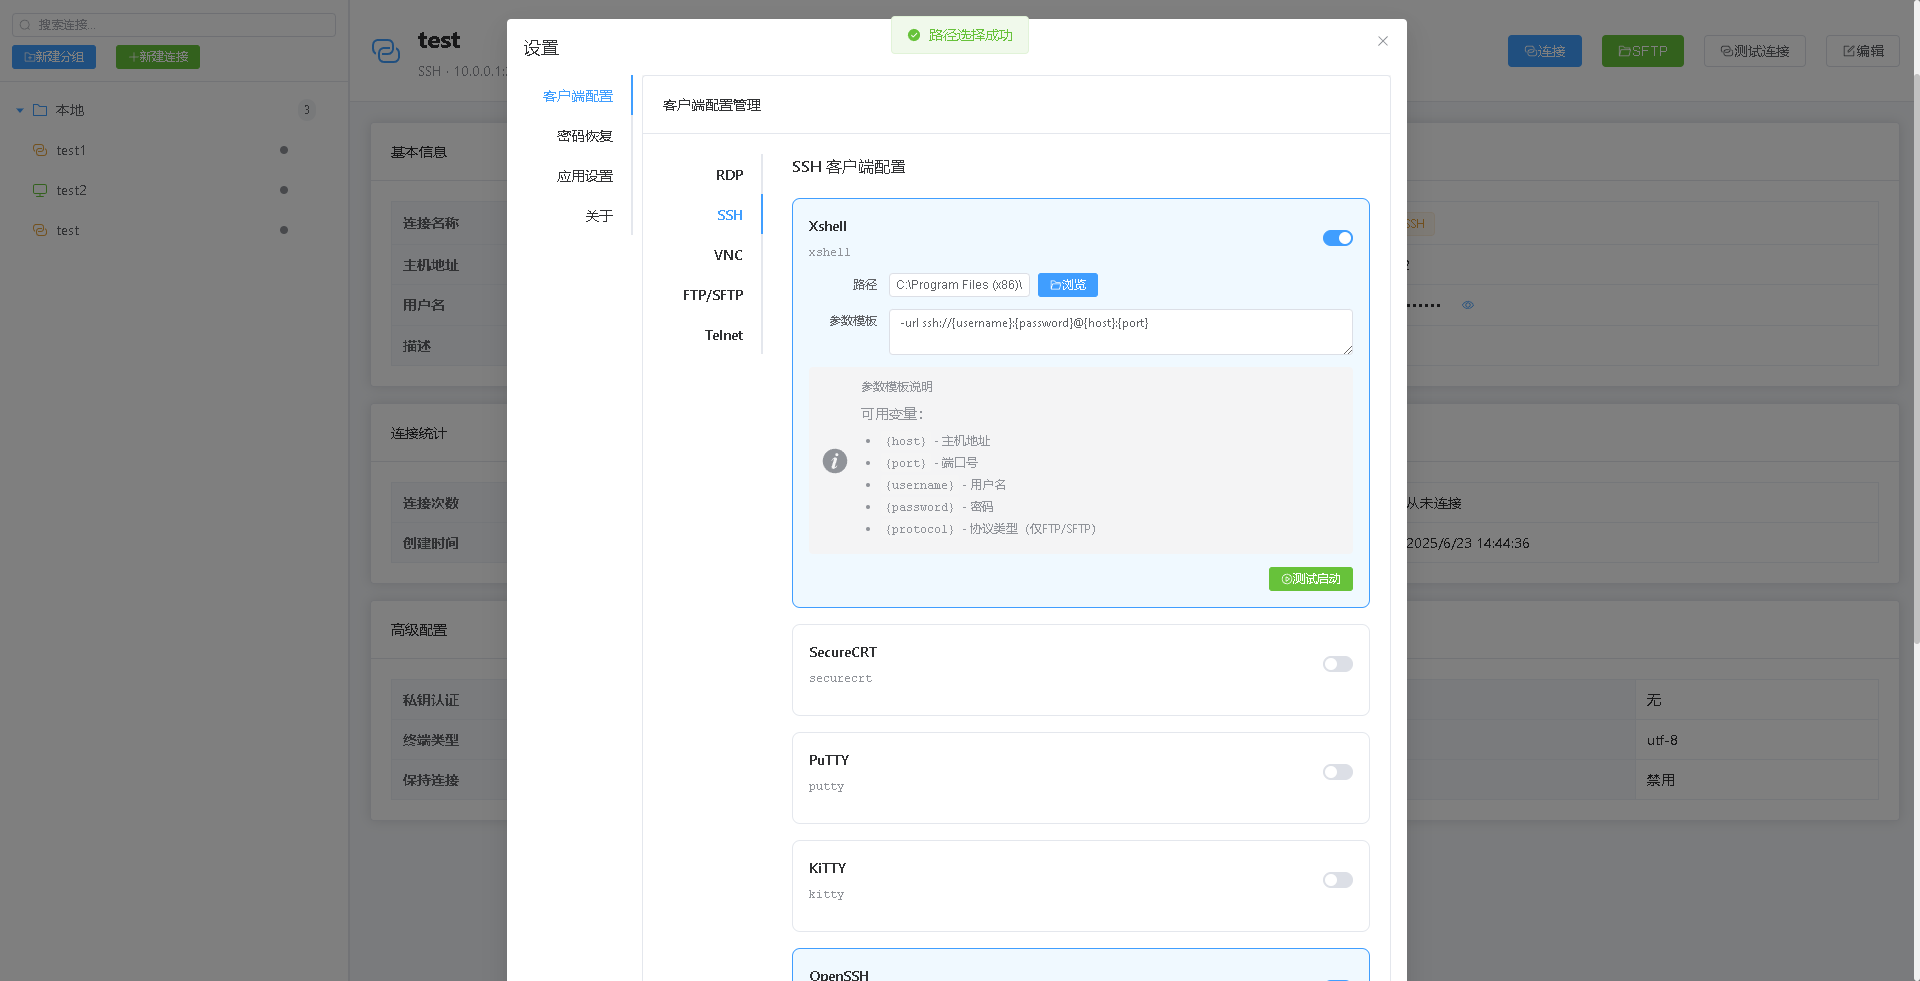 搜索连接...
新建分组
新建连接
本地
3
test1
test2
test
test
SSH · 10.0.0.1:
连接
SFTP
测试连接
编辑
基本信息
连接名称
SSH
主机地址
用户名
描述
连接统计
连接次数
从未连接
创建时间
2025/6/23 14:44:36
高级配置
私钥认证
无
终端类型
utf-8
保持连接
禁用
路径选择成功
设置
客户端配置
密码恢复
应用设置
关于
客户端配置管理
RDP
SSH
VNC
FTP/SFTP
Telnet
SSH 客户端配置
Xshell
xshell
路径
C:\Program Files (x86)\
浏览
参数模板
-url ssh://{username}:{password}@{host}:{port}
参数模板说明
可用变量：
{host} - 主机地址
{port} - 端口号
{username} - 用户名
{password} - 密码
{protocol} - 协议类型（仅FTP/SFTP）
测试启动
SecureCRT
securecrt
PuTTY
putty
KiTTY
kitty
OpenSSH